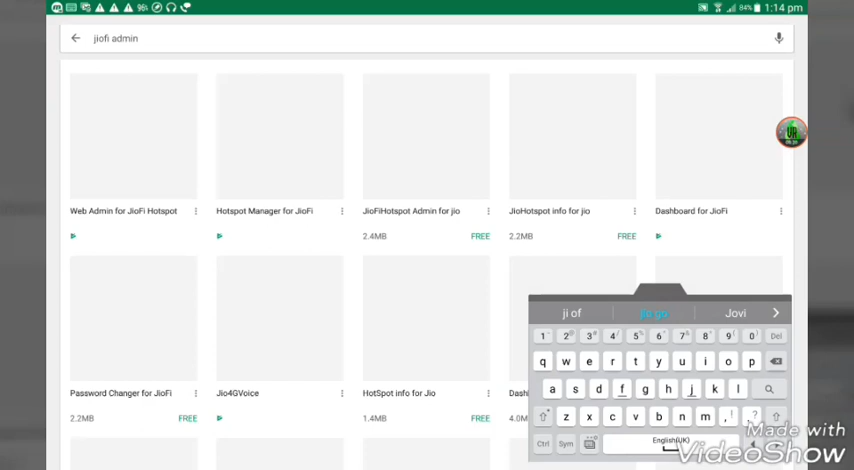 96%
84%
1:14 pm
jiofi admin
Web Admin for JioFi Hotspot
Hotspot Manager for JioFi
JioFiHotspot Admin for jio
JioHotspot info for jio
Dashboard for JioFi
2.4MB
FREE
2.2MB
FREE
Password Changer for JioFi
Jio4GVoice
HotSpot info for Jio
Dash
2.2MB
FREE
1.4MB
FREE
4.0M
ji of
jio go
Jovi
1 2 3 4 5 6 7 8 9 0 Del
q w e r t y u i o p
a s d f g h j k l
z x c v b n m , ! . ?
Ctrl Sym English(UK)
Made with
VideoShow